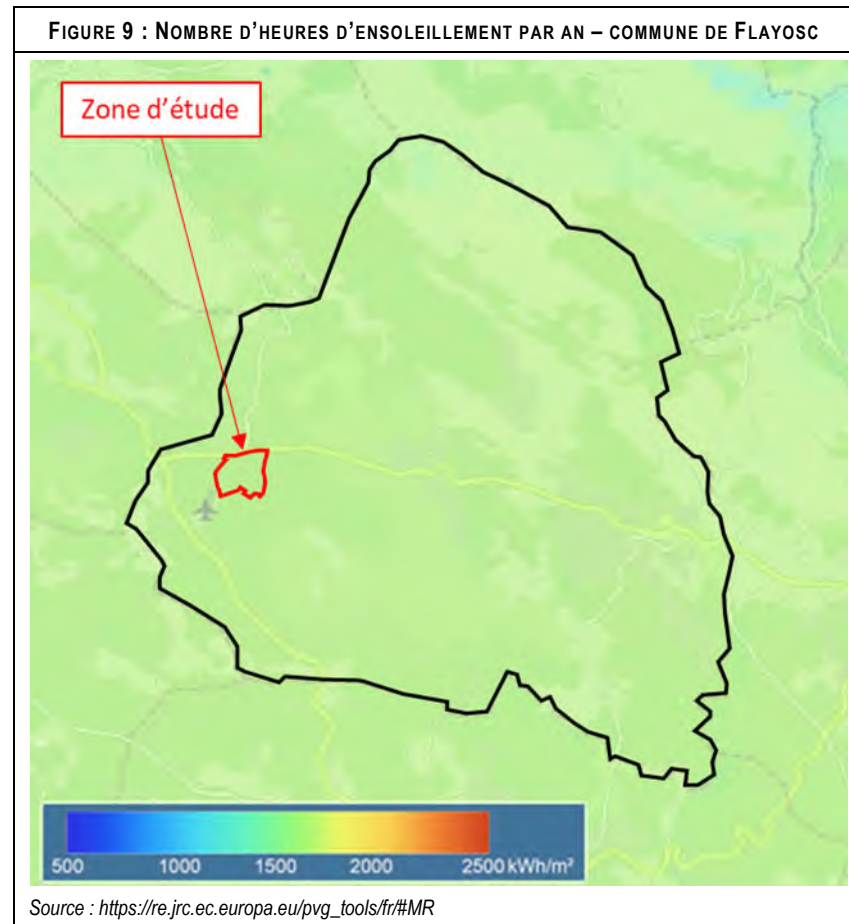 FIGURE 9 : NOMBRE D'HEURES D'ENSOLEILLEMENT PAR AN – COMMUNE DE FLAYOSC
Zone d'étude
500 1000 1500 2000 2500 kWh/m²
Source : https://re.jrc.ec.europa.eu/pvg_tools/fr/#MR